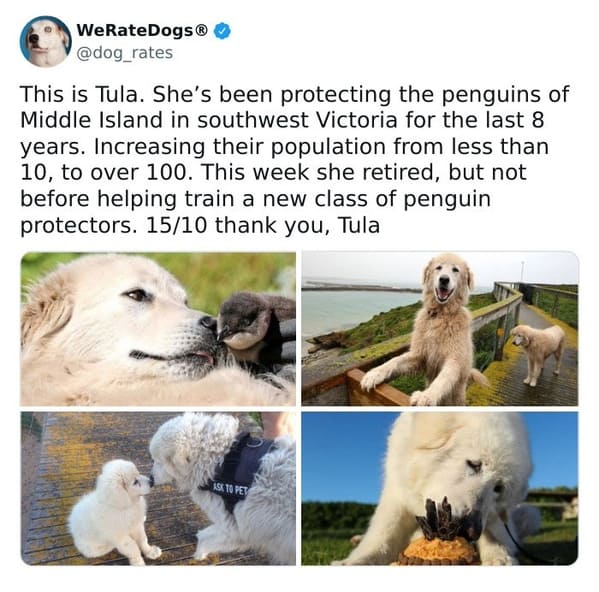 WeRateDogs®
@dog_rates
This is Tula. She’s been protecting the penguins of
Middle Island in southwest Victoria for the last 8
years. Increasing their population from less than
10, to over 100. This week she retired, but not
before helping train a new class of penguin
protectors. 15/10 thank you, Tula
ASK TO PET